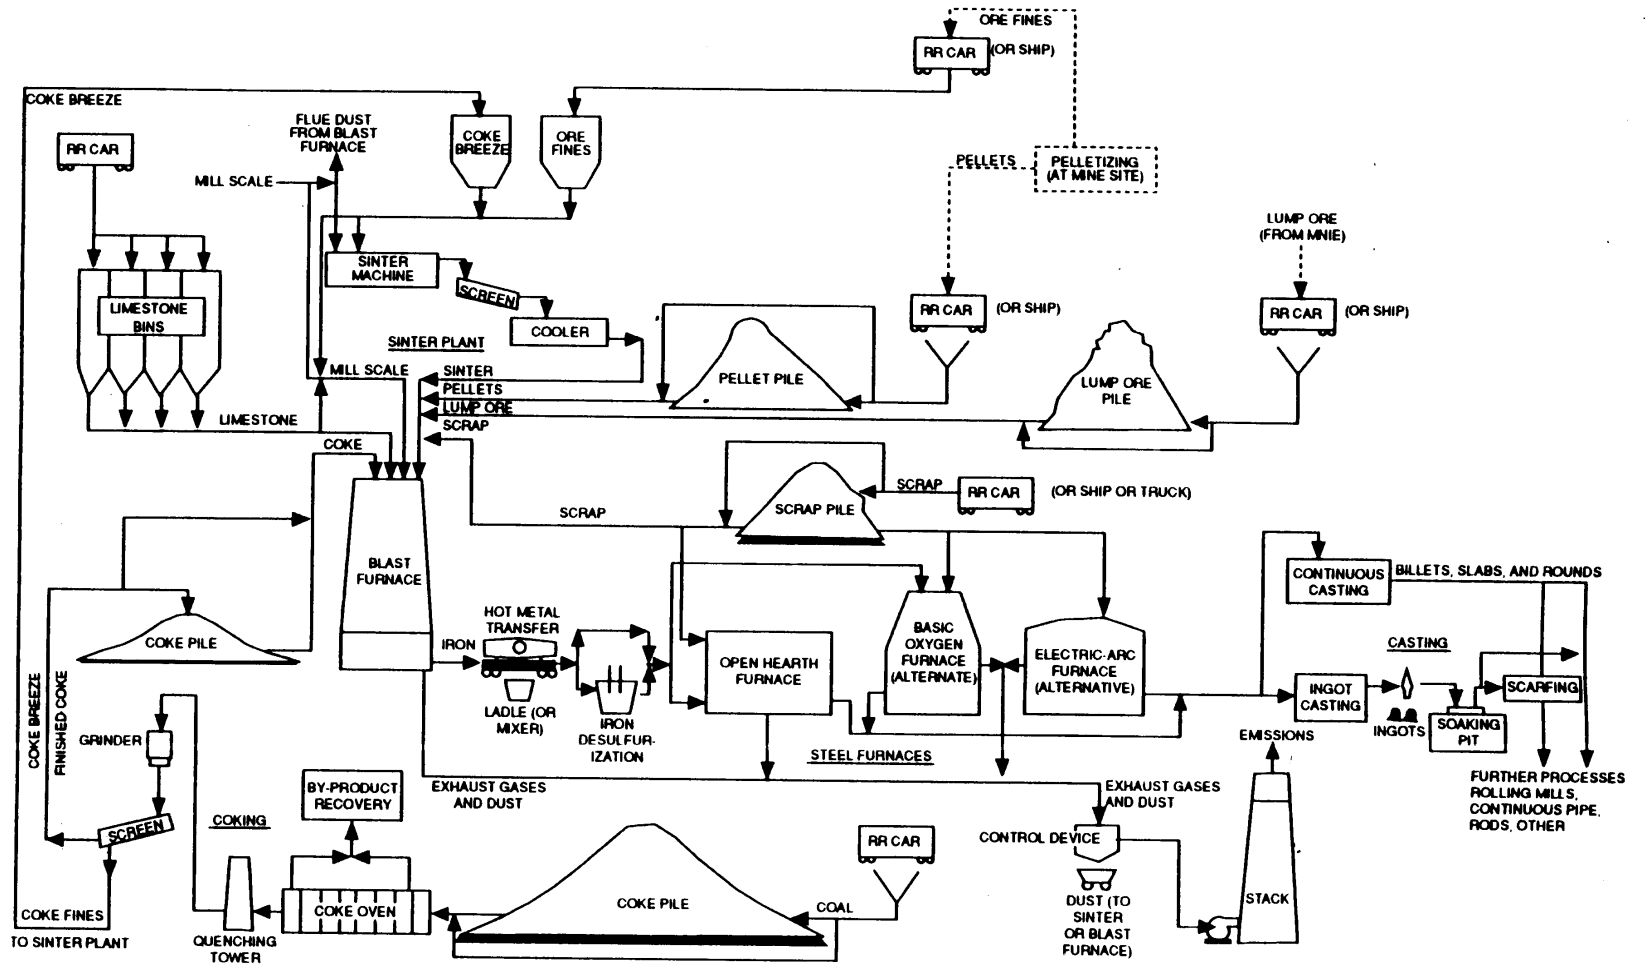 ORE FINES
RR CAR
(OR SHIP)
COKE BREEZE
FLUE DUST
FROM BLAST
FURNACE
COKE
BREEZE
ORE
FINES
RR CAR
PELLETS
PELLETIZING
(AT MINE SITE)
MILL SCALE
LUMP ORE
(FROM MNIE)
SINTER
MACHINE
SCREEN
LIMESTONE
BINS
COOLER
RR CAR
(OR SHIP)
RR CAR
(OR SHIP)
SINTER PLANT
MILL SCALE
SINTER
PELLETS
LUMP ORE
SCRAP
PELLET PILE
LUMP ORE
PILE
LIMESTONE
COKE
SCRAP
SCRAP PILE
SCRAP
RR CAR
(OR SHIP OR TRUCK)
BLAST
FURNACE
CONTINUOUS
CASTING
BILLETS, SLABS, AND ROUNDS
HOT METAL
TRANSFER
IRON
COKE PILE
OPEN HEARTH
FURNACE
BASIC
OXYGEN
FURNACE
(ALTERNATE)
ELECTRIC-ARC
FURNACE
(ALTERNATIVE)
CASTING
INGOT
CASTING
SCARFING
INGOTS
SOAKING
PIT
LADLE (OR
MIXER)
IRON
DESULFUR-
IZATION
COKE BREEZE
FINISHED COKE
GRINDER
STEEL FURNACES
EMISSIONS
FURTHER PROCESSES
ROLLING MILLS,
CONTINUOUS PIPE,
RODS, OTHER
BY-PRODUCT
RECOVERY
EXHAUST GASES
AND DUST
EXHAUST GASES
AND DUST
SCREEN
COKING
CONTROL DEVICE
RR CAR
COKE FINES
TO SINTER PLANT
COKE OVEN
COKE PILE
COAL
DUST (TO
SINTER
OR BLAST
FURNACE)
STACK
QUENCHING
TOWER